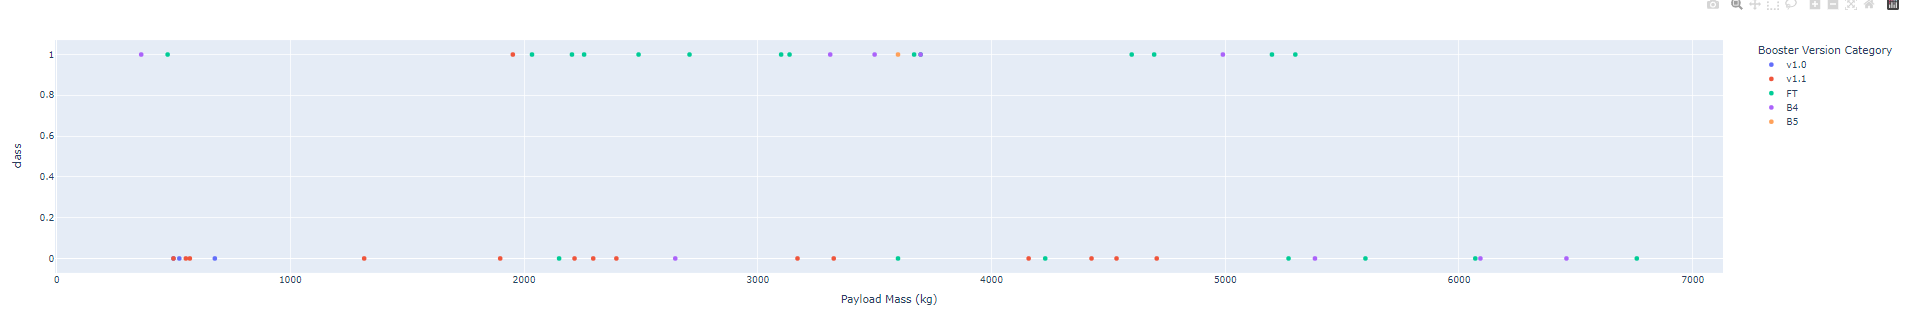 Booster Version Category
v1.0
v1.1
FT
B4
B5
1
0.8
0.6
0.4
0.2
0
class
0 1000 2000 3000 4000 5000 6000 7000
Payload Mass (kg)